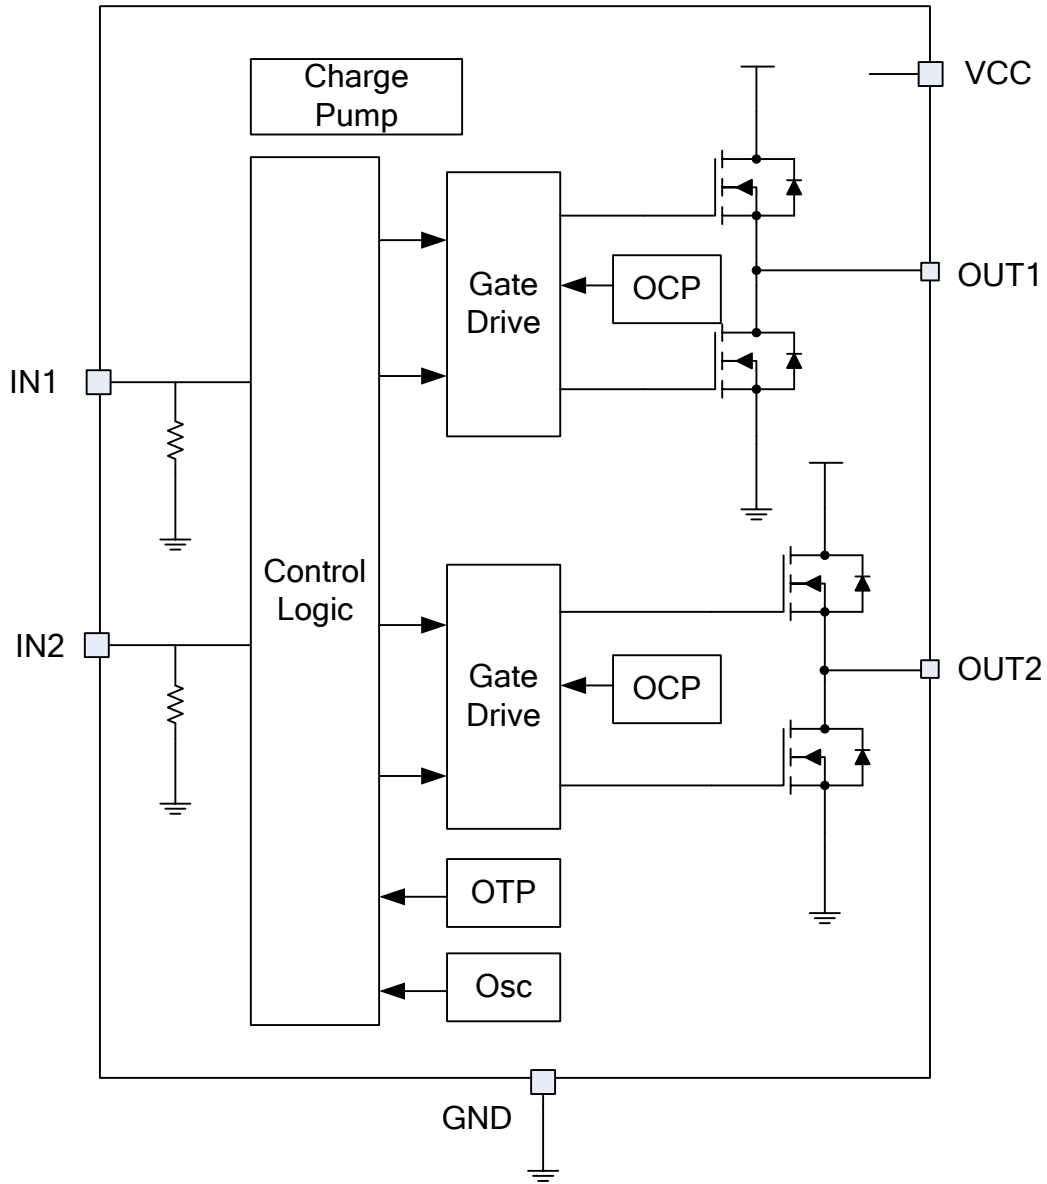 Charge
Pump
VCC
Gate
Drive
OCP
OUT1
IN1
Control
Logic
IN2
Gate
Drive
OCP
OUT2
OTP
Osc
GND